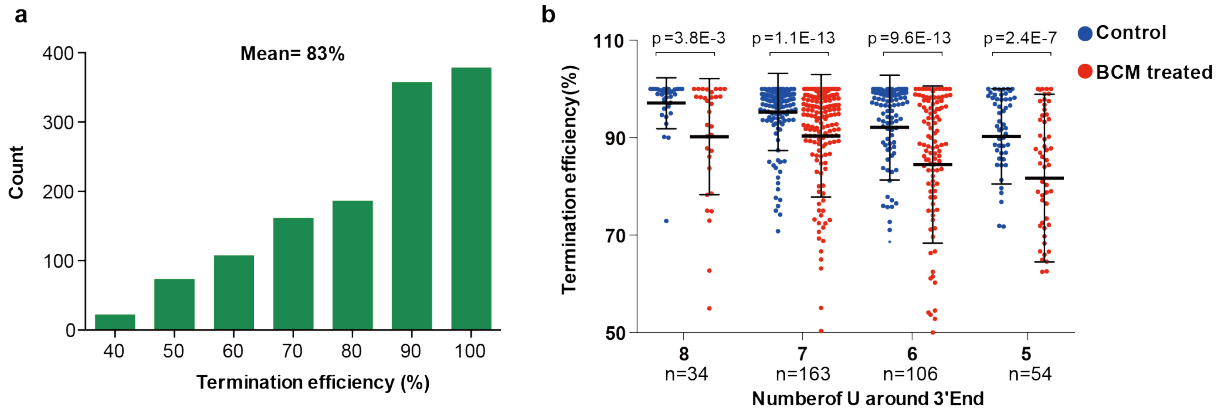 a
Mean= 83%
Count
400
300
200
100
0
40 50 60 70 80 90 100
Termination efficiency (%)
b
Control
BCM treated
p=3.8E-3 p=1.1E-13 p=9.6E-13 p=2.4E-7
Termination efficiency(%)
110
90
70
50
8 7 6 5
n=34 n=163 n=106 n=54
Numberof U around 3'End